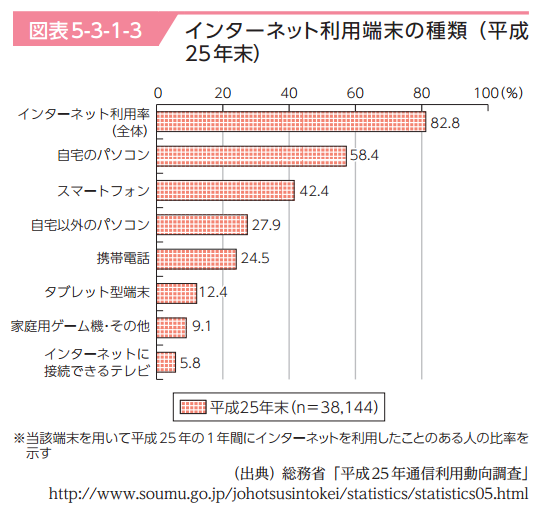 図表5-3-1-3
インターネット利用端末の種類（平成
25年末）
0 20 40 60 80 100(%)
インターネット利用率
(全体)
82.8
自宅のパソコン
58.4
スマートフォン
42.4
自宅以外のパソコン
27.9
携帯電話
24.5
タブレット型端末
12.4
家庭用ゲーム機・その他
9.1
インターネットに
接続できるテレビ
5.8
平成25年末(n＝38,144)
※当該端末を用いて平成25年の1年間にインターネットを利用したことのある人の比率を
示す
（出典）総務省「平成25年通信利用動向調査」
http://www.soumu.go.jp/johotsusintokei/statistics/statistics05.html